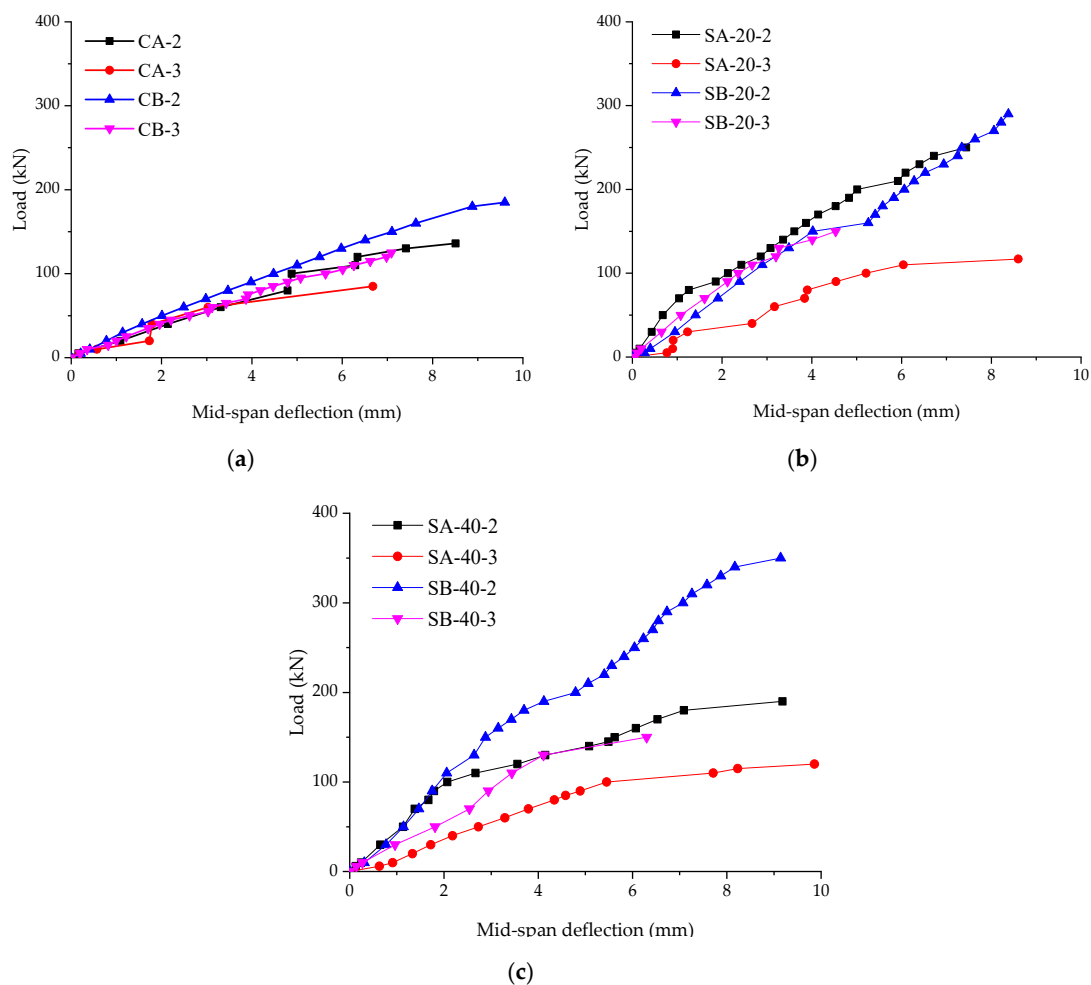 400
300
200
100
0
Load (kN)
CA-2
CA-3
CB-2
CB-3
0 2 4 6 8 10
Mid-span deflection (mm)
(a)
400
300
200
100
0
Load (kN)
SA-20-2
SA-20-3
SB-20-2
SB-20-3
0 2 4 6 8 10
Mid-span deflection (mm)
(b)
400
300
200
100
0
Load (kN)
SA-40-2
SA-40-3
SB-40-2
SB-40-3
0 2 4 6 8 10
Mid-span deflection (mm)
(c)